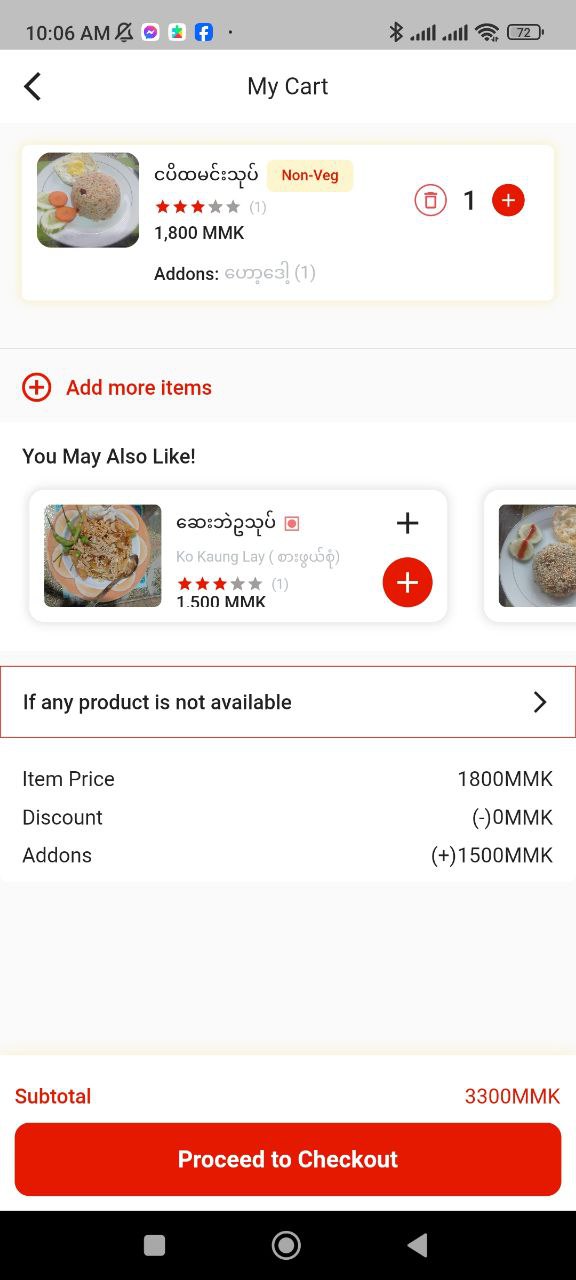 10:06 AM
72
My Cart
ငပိထမင်းသုပ် Non-Veg
(1)
1
1,800 MMK
Addons: ဟော့ဒေါ့ (1)
Add more items
You May Also Like!
ဆေးဘဲဥသုပ်
Ko Kaung Lay ( စားဖွယ်စုံ)
(1)
1,500 MMK
If any product is not available
Item Price 1800MMK
Discount (-)0MMK
Addons (+)1500MMK
Subtotal 3300MMK
Proceed to Checkout